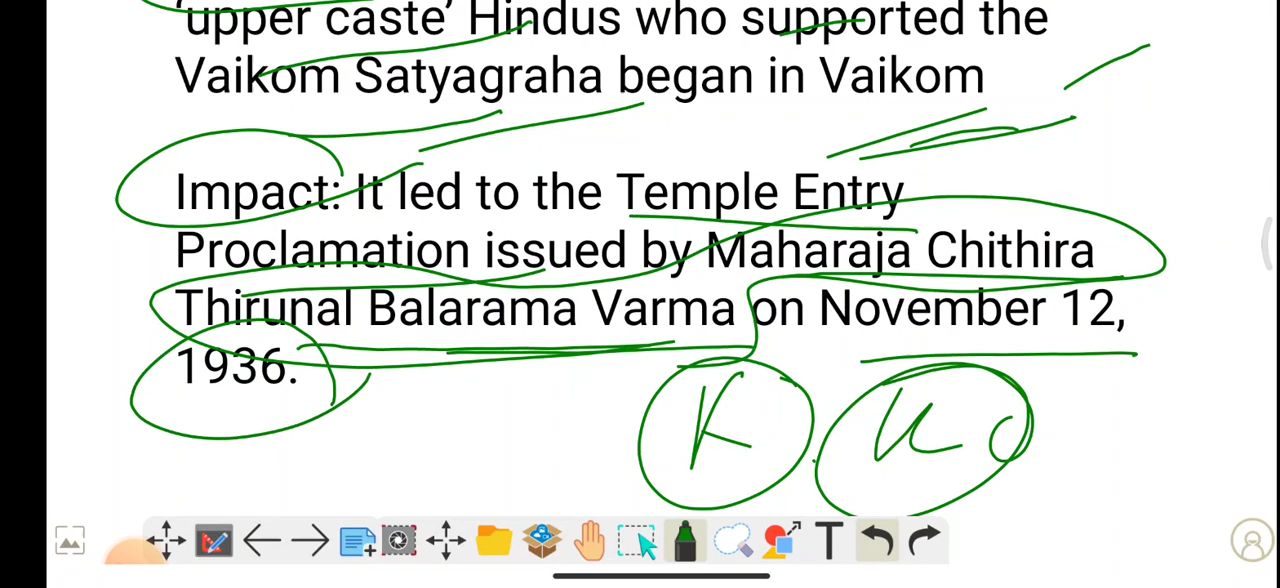 'upper caste' Hindus who supported the
Vaikom Satyagraha began in Vaikom
Impact: It led to the Temple Entry
Proclamation issued by Maharaja Chithira
Thirunal Balarama Varma on November 12,
1936.
K
T